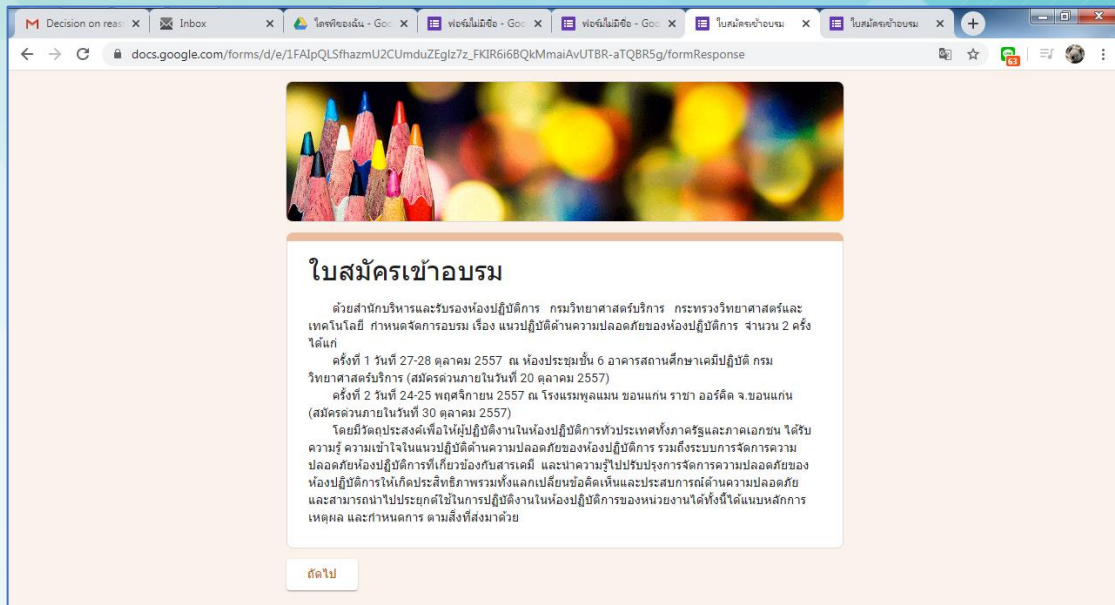 Decision on reas
Inbox
ไดรฟ์ของฉัน - Goo
ฟอร์มไม่มีชื่อ - Goo
ฟอร์มไม่มีชื่อ - Goo
ใบสมัครเข้าอบรม
ใบสมัครเข้าอบรม
docs.google.com/forms/d/e/1FAIpQLSfhazmU2CUmduZEglz7z_FKIR6i6BQkMmaiAvUTBR-aTQBR5g/formResponse
63
ใบสมัครเข้าอบรม
ด้วยสำนักบริหารและรับรองห้องปฏิบัติการ กรมวิทยาศาสตร์บริการ กระทรวงวิทยาศาสตร์และ
เทคโนโลยี กำหนดจัดการอบรม เรื่อง แนวปฏิบัติด้านความปลอดภัยของห้องปฏิบัติการ จำนวน 2 ครั้ง
ได้แก่
ครั้งที่ 1 วันที่ 27-28 ตุลาคม 2557 ณ ห้องประชุมชั้น 6 อาคารสถานศึกษาเคมีปฏิบัติ กรม
วิทยาศาสตร์บริการ (สมัครด่วนภายในวันที่ 20 ตุลาคม 2557)
ครั้งที่ 2 วันที่ 24-25 พฤศจิกายน 2557 ณ โรงแรมพูลแมน ขอนแก่น ราชา ออร์คิด จ.ขอนแก่น
(สมัครด่วนภายในวันที่ 30 ตุลาคม 2557)
โดยมีวัตถุประสงค์เพื่อให้ผู้ปฏิบัติงานในห้องปฏิบัติการทั่วประเทศทั้งภาครัฐและภาคเอกชน ได้รับ
ความรู้ ความเข้าใจในแนวปฏิบัติด้านความปลอดภัยของห้องปฏิบัติการ รวมถึงระบบการจัดการความ
ปลอดภัยห้องปฏิบัติการที่เกี่ยวข้องกับสารเคมี และนำความรู้ไปปรับปรุงการจัดการความปลอดภัยของ
ห้องปฏิบัติการให้เกิดประสิทธิภาพรวมทั้งแลกเปลี่ยนข้อคิดเห็นและประสบการณ์ด้านความปลอดภัย
และสามารถนำไปประยุกต์ใช้ในการปฏิบัติงานในห้องปฏิบัติการของหน่วยงานได้ทั้งนี้ได้แนบหลักการ
เหตุผล และกำหนดการ ตามสิ่งที่ส่งมาด้วย
ถัดไป